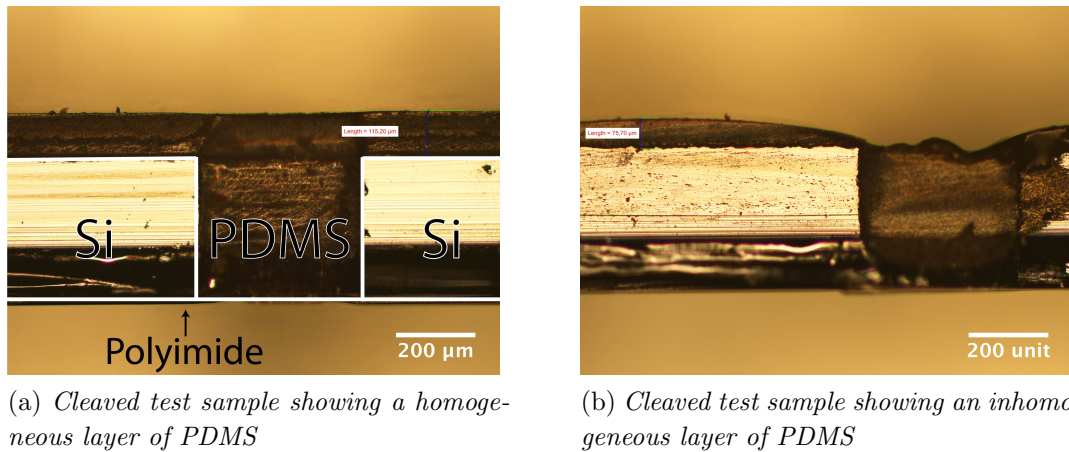 Length = 115,20 µm
Si
PDMS
Si
Polyimide
200 µm
(a) Cleaved test sample showing a homoge-
neous layer of PDMS
Length = 75,70 µm
200 unit
(b) Cleaved test sample showing an inhomo
geneous layer of PDMS